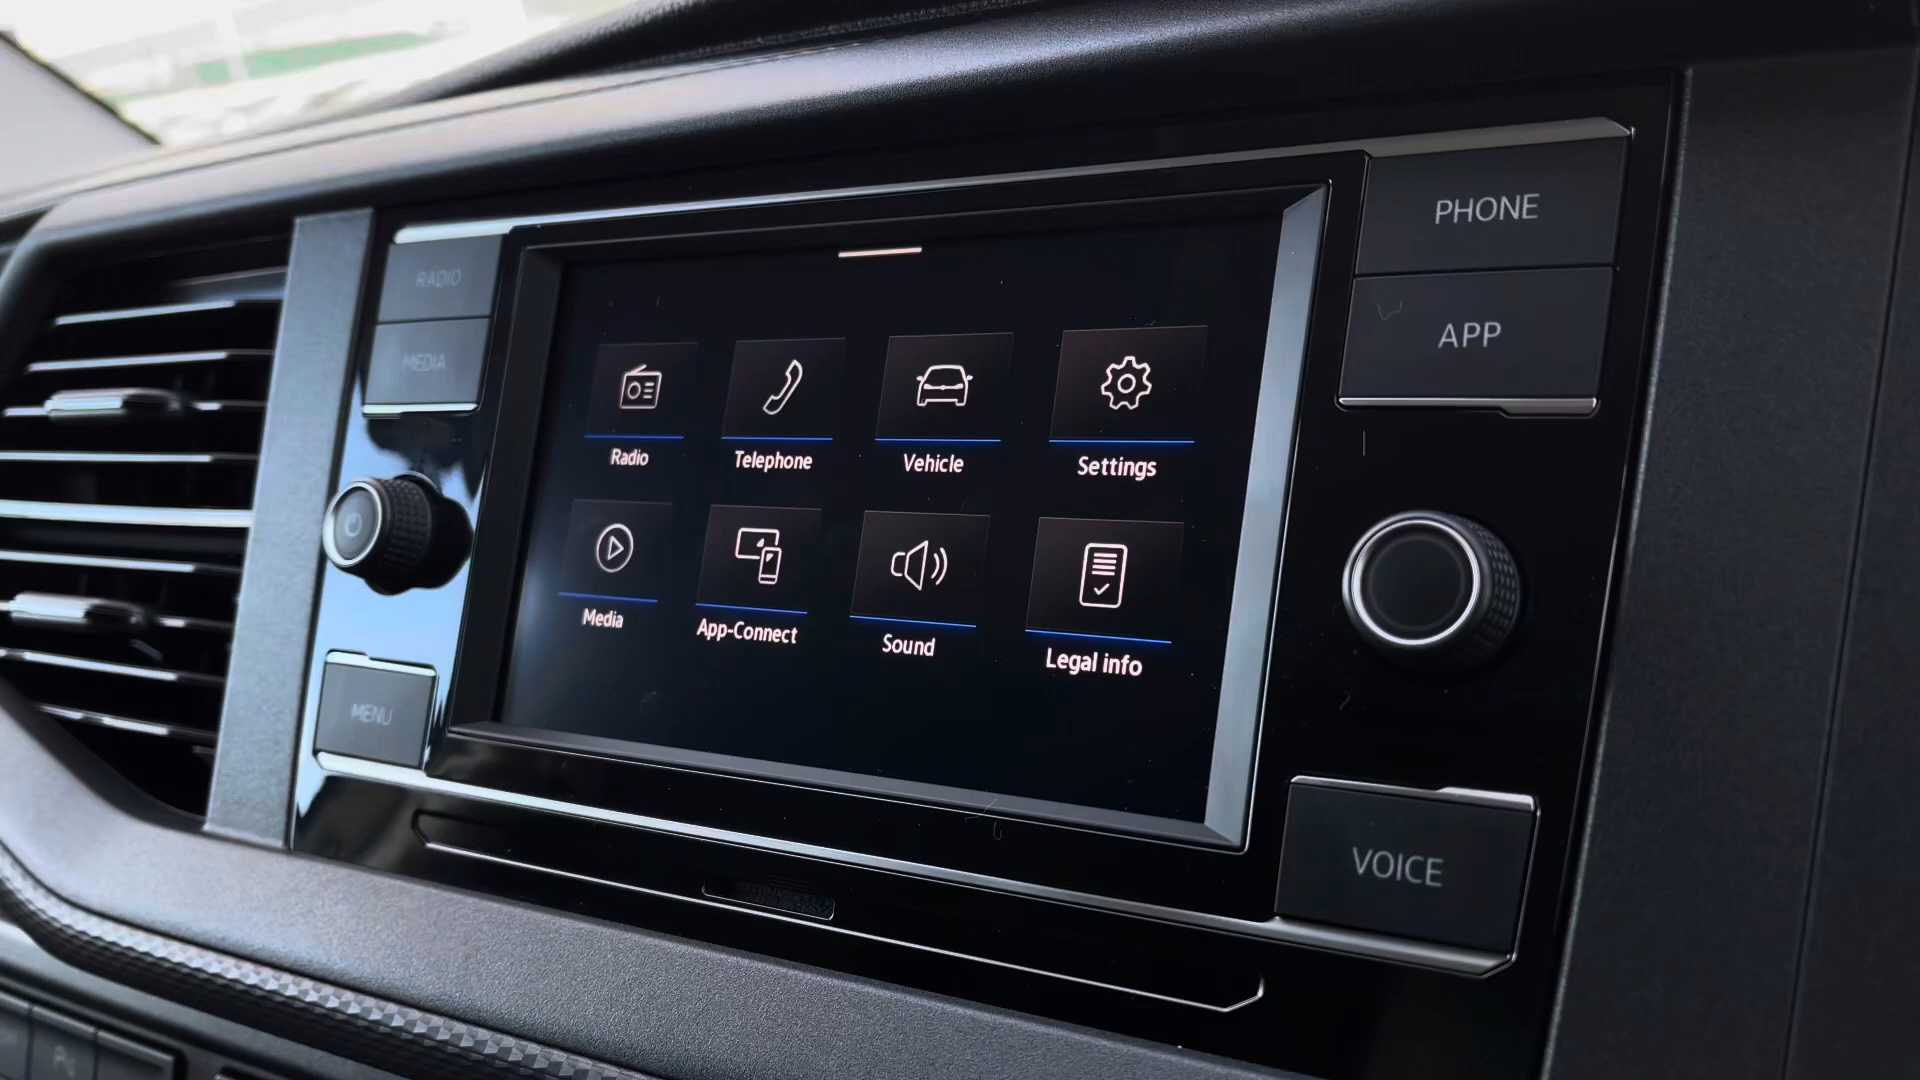 RADIO
MEDIA
MENU
Radio
Telephone
Vehicle
Settings
Media
App-Connect
Sound
Legal info
PHONE
APP
VOICE